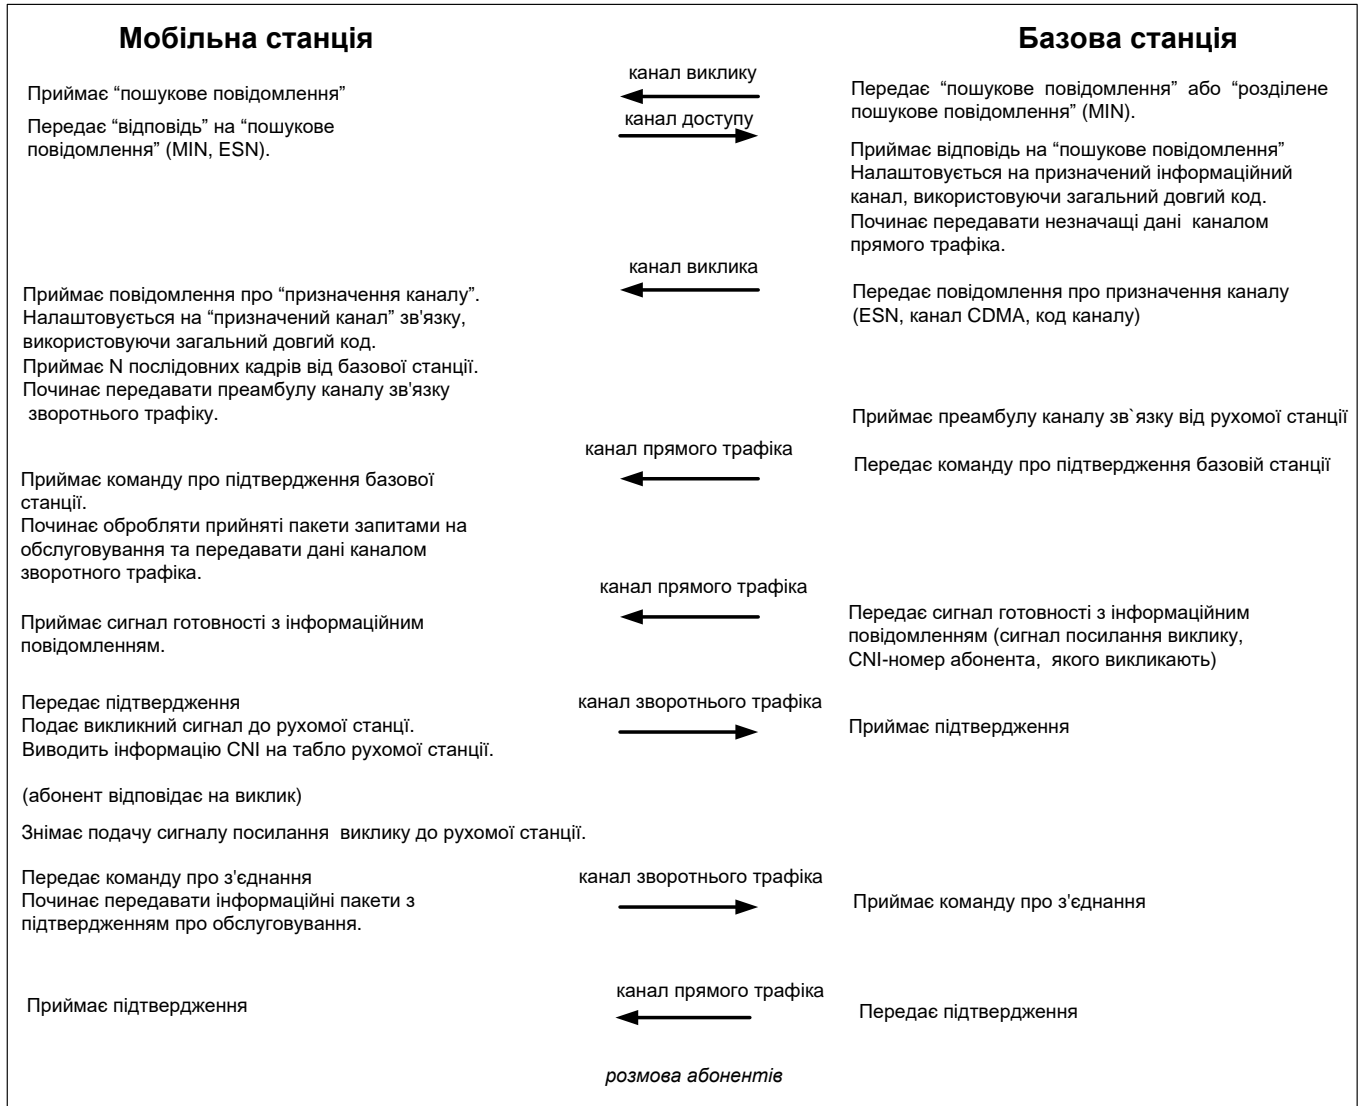 Мобільна станція
Базова станція
канал виклику
Приймає “пошукове повідомлення”
Передає “пошукове повідомлення” або “розділене
пошукове повідомлення” (MIN).
Передає “відповідь” на “пошукове
повідомлення” (MIN, ESN).
канал доступу
Приймає відповідь на “пошукове повідомлення”
Налаштовується на призначений інформаційний
канал, використовуючи загальний довгий код.
Починає передавати незначащі дані каналом
прямого трафіка.
канал виклика
Приймає повідомлення про “призначення каналу”.
Налаштовується на “призначений канал” зв'язку,
використовуючи загальний довгий код.
Приймає N послідовних кадрів від базової станції.
Починає передавати преамбулу каналу зв'язку
зворотнього трафіку.
Передає повідомлення про призначення каналу
(ESN, канал CDMA, код каналу)
Приймає преамбулу каналу зв`язку від рухомої станції
канал прямого трафіка
Передає команду про підтвердження базовій станції
Приймає команду про підтвердження базової
станції.
Починає обробляти прийняті пакети запитами на
обслуговування та передавати дані каналом
зворотного трафіка.
канал прямого трафіка
Приймає сигнал готовності з інформаційним
повідомленням.
Передає сигнал готовності з інформаційним
повідомленням (сигнал посилання виклику,
CNI-номер абонента, якого викликають)
Передає підтвердження
Подає викликний сигнал до рухомої станці.
Виводить інформацію CNI на табло рухомої станції.
канал зворотнього трафіка
Приймає підтвердження
(абонент відповідає на виклик)
Знімає подачу сигналу посилання виклику до рухомої станції.
Передає команду про з'єднання
Починає передавати інформаційні пакети з
підтвердженням про обслуговування.
канал зворотнього трафіка
Приймає команду про з'єднання
канал прямого трафіка
Приймає підтвердження
Передає підтвердження
розмова абонентів